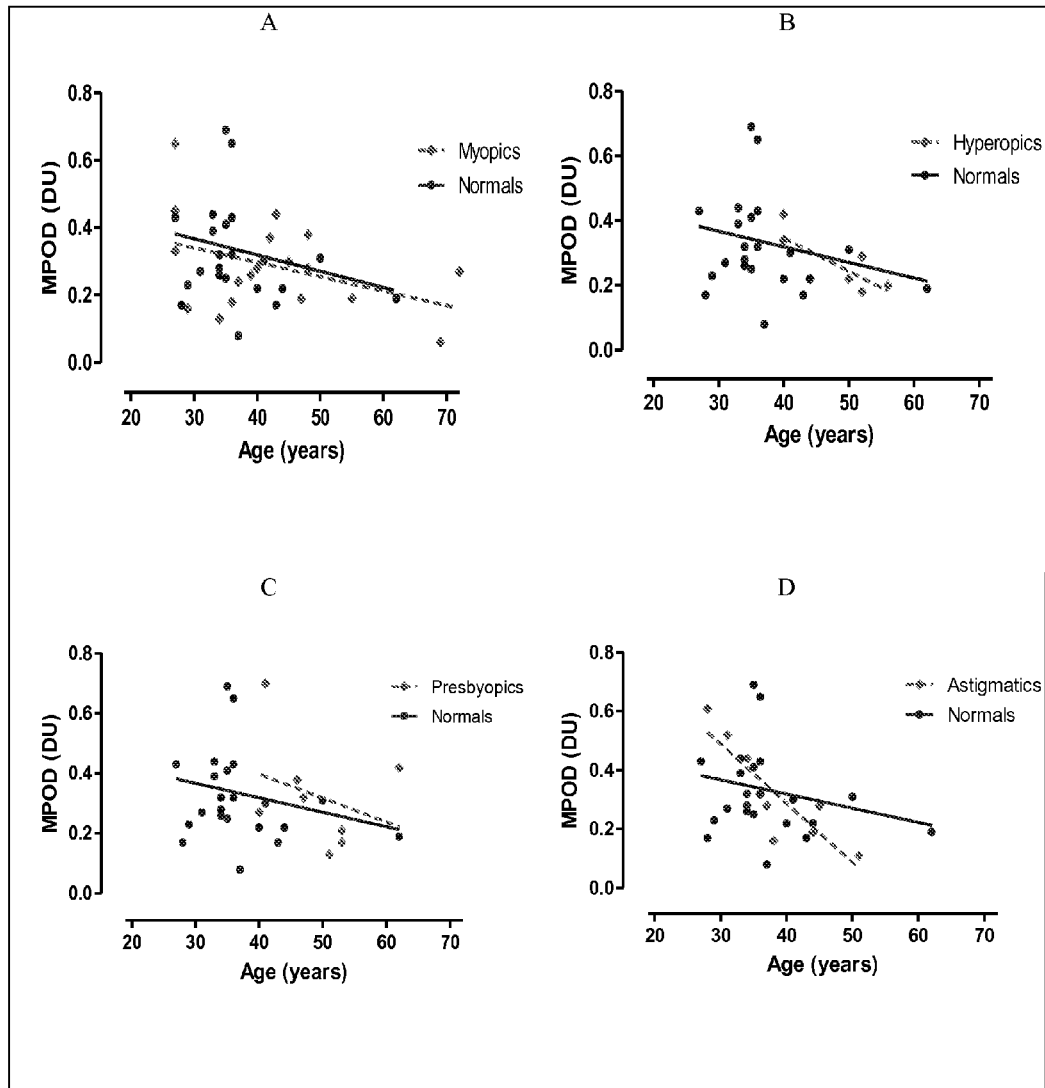 A
0.8
0.6
0.4
0.2
0.0
MPOD (DU)
Myopics
Normals
20 30 40 50 60 70
Age (years)
B
0.8
0.6
0.4
0.2
0.0
MPOD (DU)
Hyperopics
Normals
20 30 40 50 60 70
Age (years)
C
0.8
0.6
0.4
0.2
0.0
MPOD (DU)
Presbyopics
Normals
20 30 40 50 60 70
Age (years)
D
0.8
0.6
0.4
0.2
0.0
MPOD (DU)
Astigmatics
Normals
20 30 40 50 60 70
Age (years)